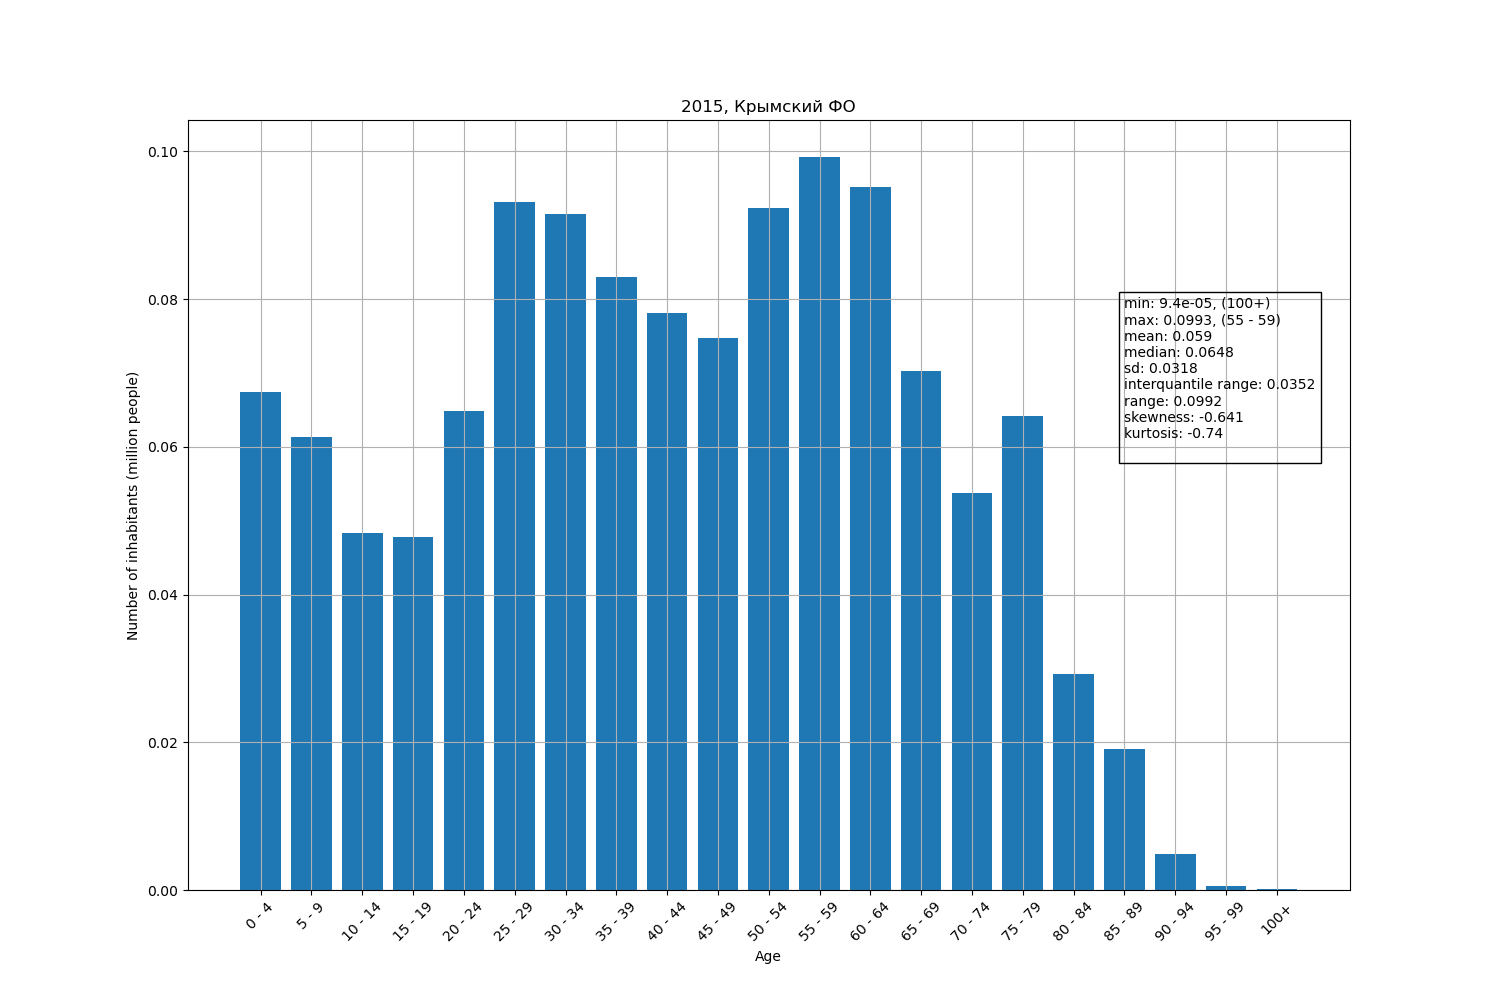 2015, Крымский ФО
Number of inhabitants (million people)
0.10
0.08
0.06
0.04
0.02
0.00
min: 9.4e-05, (100+)
max: 0.0993, (55 - 59)
mean: 0.059
median: 0.0648
sd: 0.0318
interquantile range: 0.0352
range: 0.0992
skewness: -0.641
kurtosis: -0.74
0 - 4
5 - 9
10 - 14
15 - 19
20 - 24
25 - 29
30 - 34
35 - 39
40 - 44
45 - 49
50 - 54
55 - 59
60 - 64
65 - 69
70 - 74
75 - 79
80 - 84
85 - 89
90 - 94
95 - 99
100+
Age